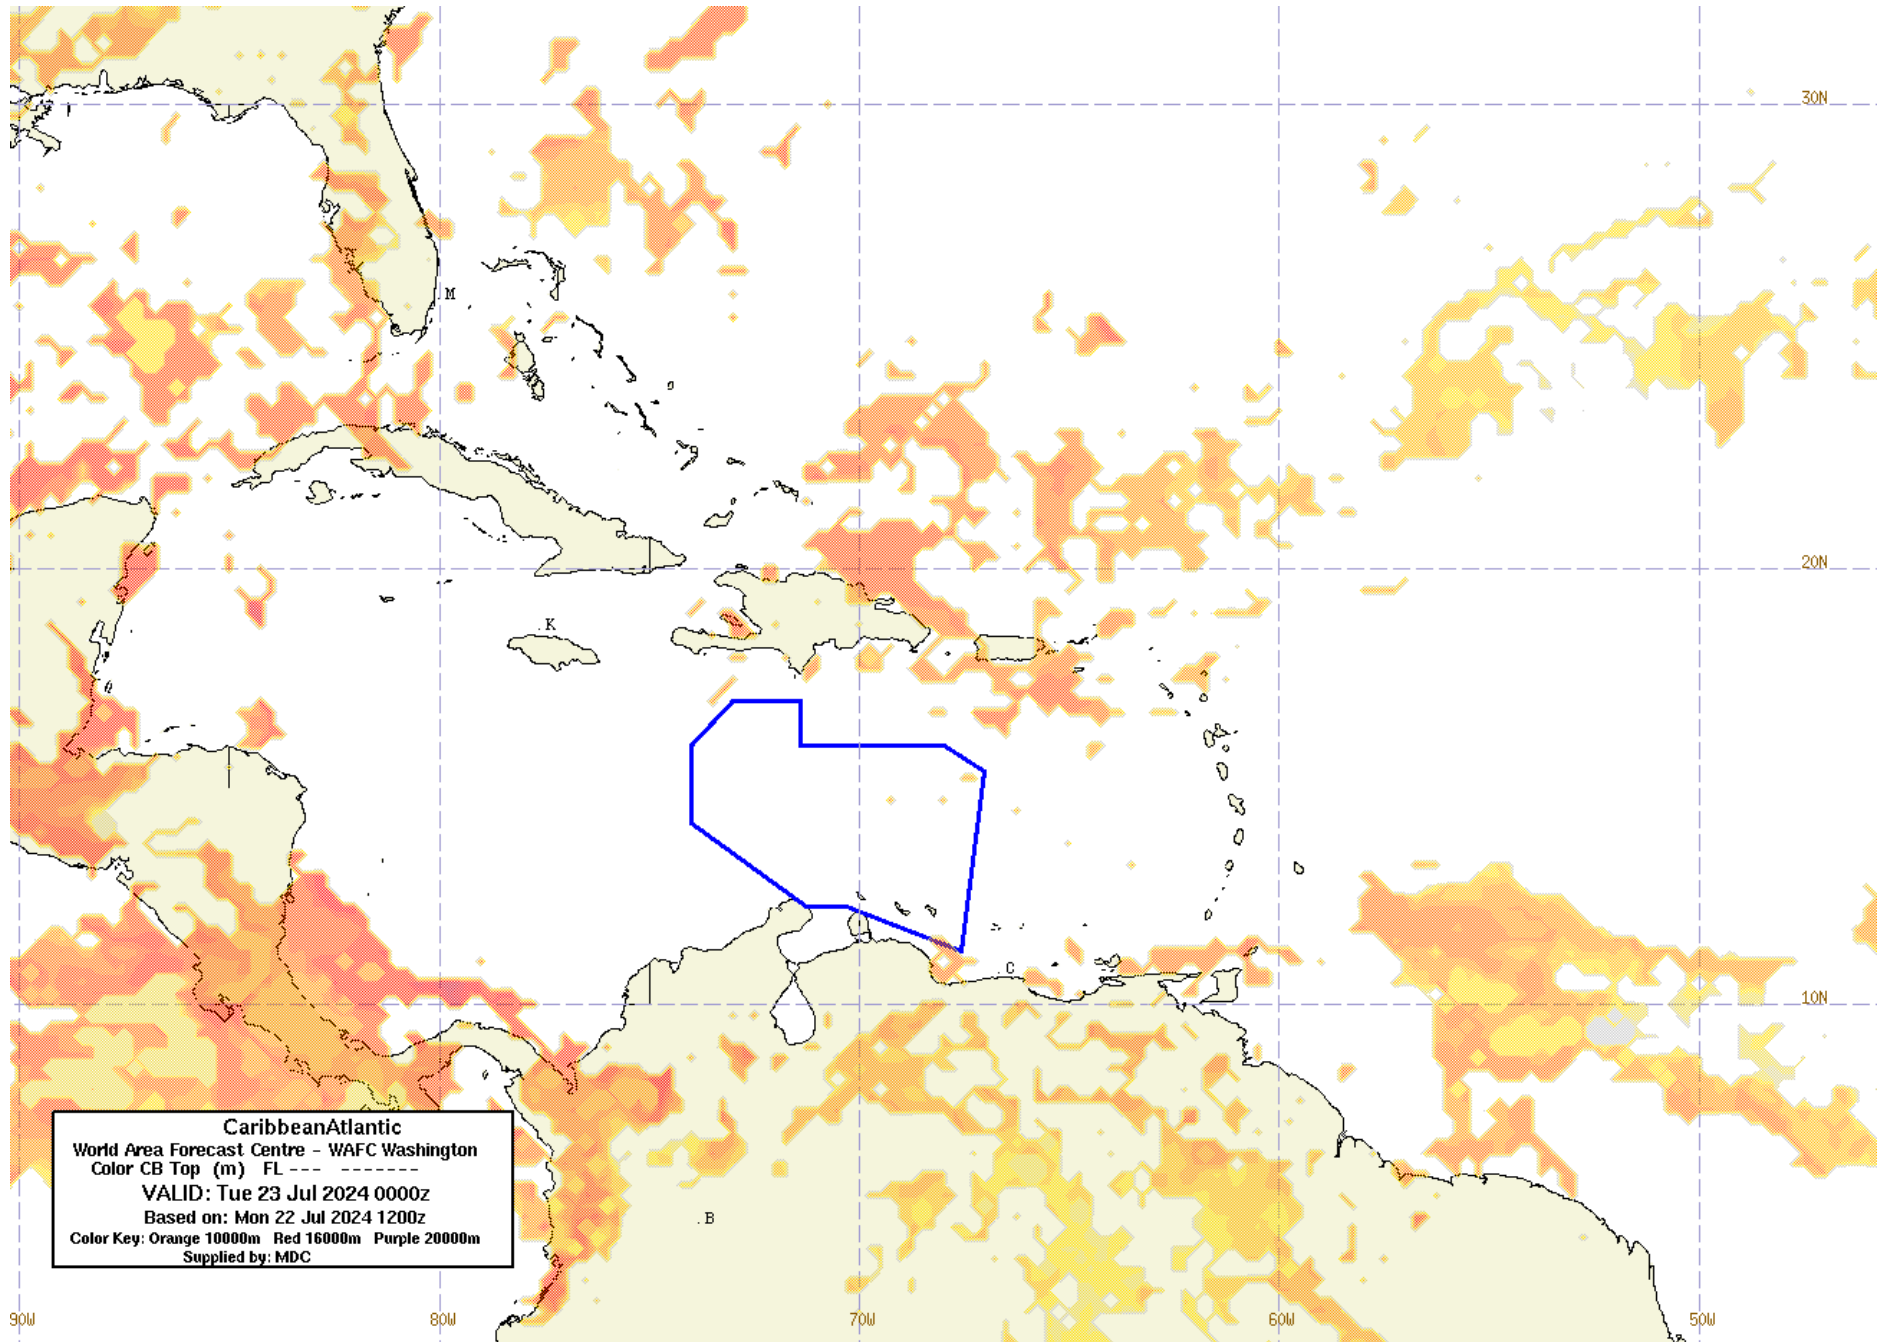 30N
M
20N
.K
C
10N
CaribbeanAtlantic
World Area Forecast Centre - WAFC Washington
Color CB Top (m) FL --- -------
VALID: Tue 23 Jul 2024 0000z
Based on: Mon 22 Jul 2024 1200z
Color Key: Orange 10000m Red 16000m Purple 20000m
Supplied by: MDC
.B
90W 80W 70W 60W 50W